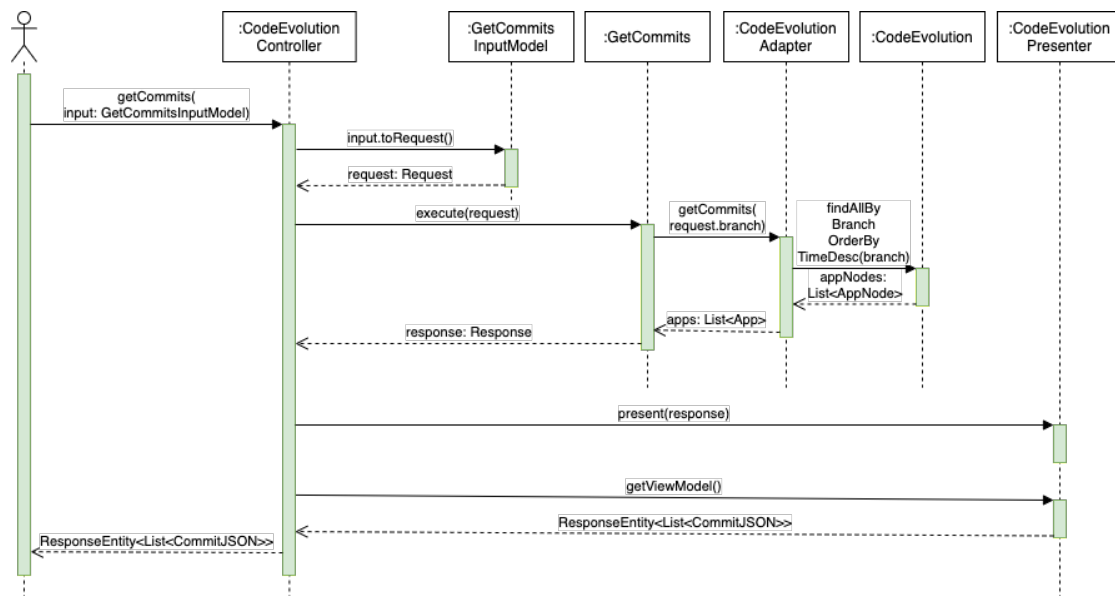 :CodeEvolution
Controller
:GetCommits
InputModel
:GetCommits
:CodeEvolution
Adapter
:CodeEvolution
:CodeEvolution
Presenter
getCommits(
input: GetCommitsInputModel)
input.toRequest()
request: Request
execute(request)
getCommits(
request.branch)
findAllBy
Branch
OrderBy
TimeDesc(branch)
appNodes:
List<AppNode>
apps: List<App>
response: Response
present(response)
getViewModel()
ResponseEntity<List<CommitJSON>>
ResponseEntity<List<CommitJSON>>